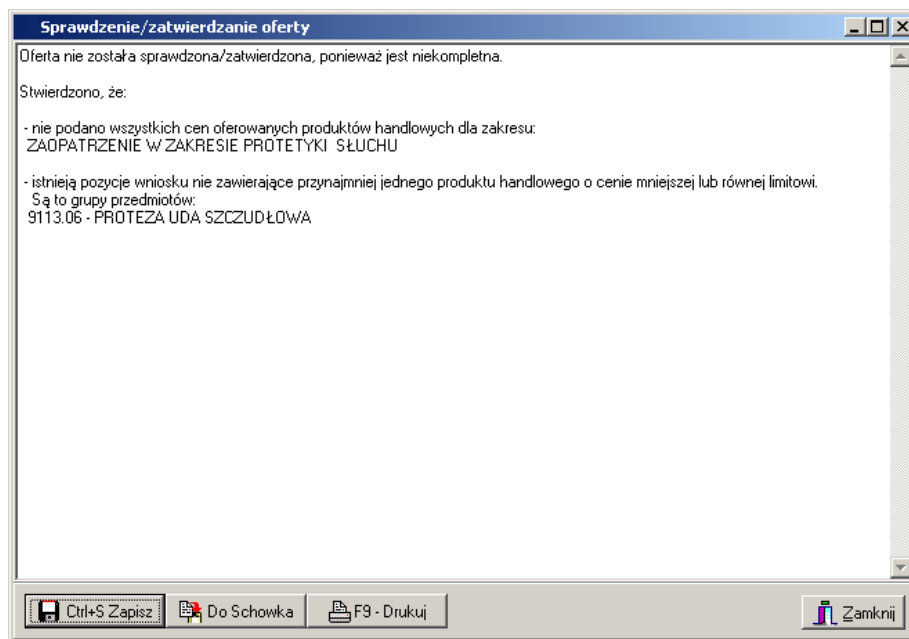 Sprawdzenie/zatwierdzanie oferty
Oferta nie została sprawdzona/zatwierdzona, ponieważ jest niekompletna.
Stwierdzono, że:
- nie podano wszystkich cen oferowanych produktów handlowych dla zakresu:
ZAOPATRZENIE W ZAKRESIE PROTETYKI SŁUCHU
- istnieją pozycje wniosku nie zawierające przynajmniej jednego produktu handlowego o cenie mniejszej lub równej limitowi.
Są to grupy przedmiotów:
9113.06 - PROTEZA UDA SZCZUDŁOWA
Ctrl+S Zapisz Do Schowka F9 - Drukuj Zamknij